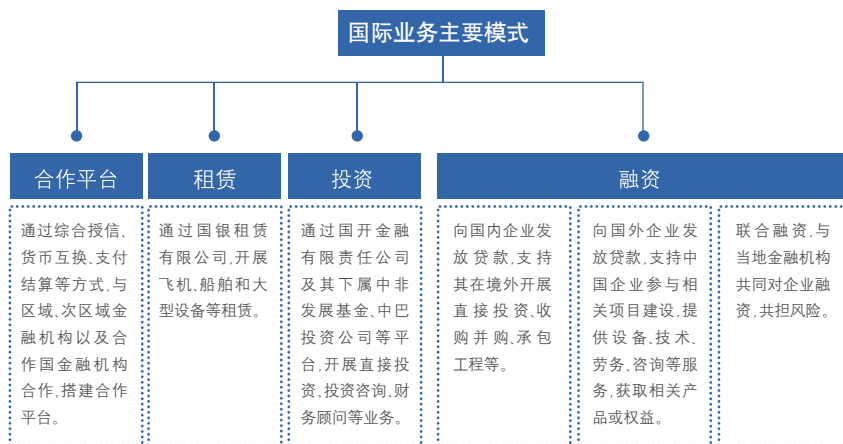 国际业务主要模式
合作平台
通过综合授信、
货币互换、支付
结算等方式,与
区域、次区域金
融机构以及合
作国金融机构
合作,搭建合作
平台。
租赁
通过国银租赁
有限公司,开展
飞机、船舶和大
型设备等租赁。
投资
通过国开金融
有限责任公司
及其下属中非
发展基金、中巴
投资公司等平
台,开展直接投
资、投资咨询、财
务顾问等业务。
融资
向国内企业发
放贷款,支持
其在境外开展
直接投资、收
购并购、承包
工程等。
向国外企业发
放贷款,支持中
国企业参与相
关项目建设,提
供设备、技术、
劳务、咨询等服
务,获取相关产
品或权益。
联合融资,与
当地金融机构
共同对企业融
资,共担风险。